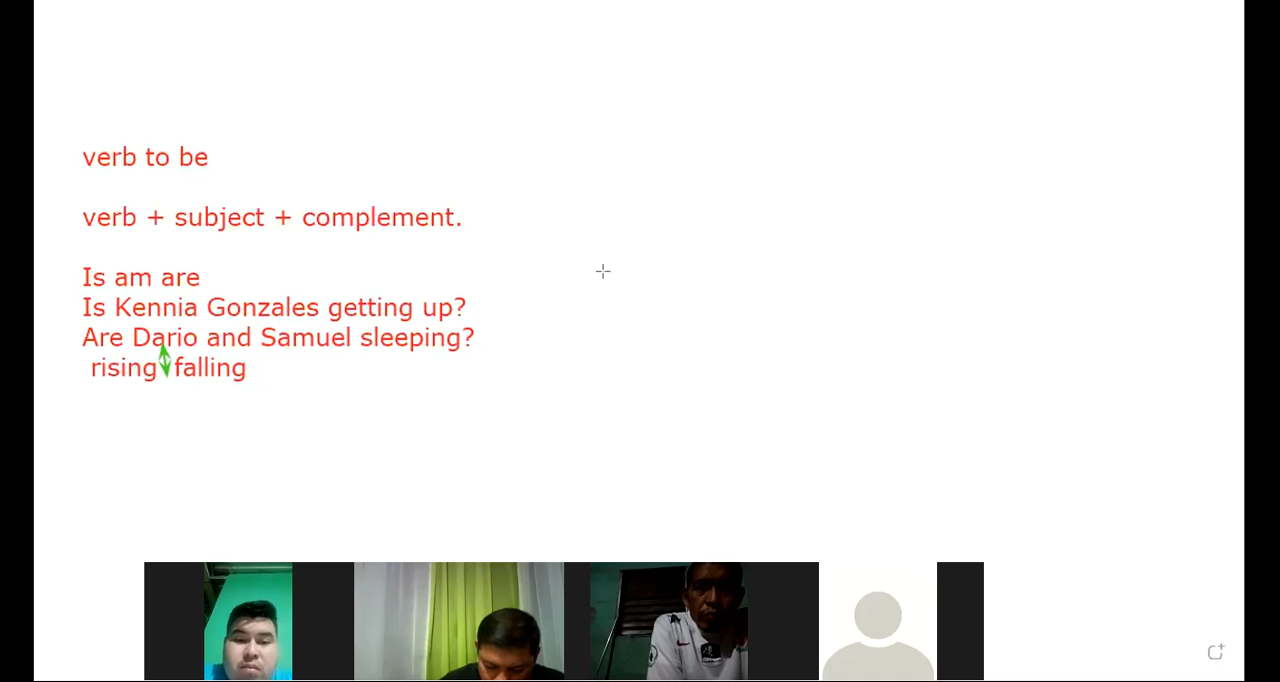 verb to be
verb + subject + complement.
Is am are
Is Kennia Gonzales getting up?
Are Dario and Samuel sleeping?
rising falling